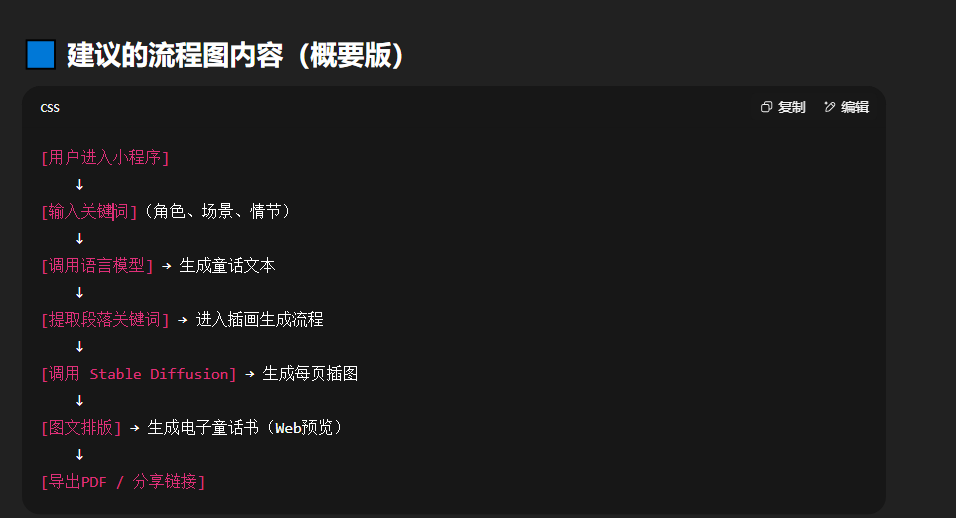 建议的流程图内容（概要版）
css
复制
编辑
[用户进入小程序]
↓
[输入关键词]（角色、场景、情节）
↓
[调用语言模型] → 生成童话文本
↓
[提取段落关键词] → 进入插画生成流程
↓
[调用 Stable Diffusion] → 生成每页插图
↓
[图文排版] → 生成电子童话书（Web预览）
↓
[导出PDF / 分享链接]